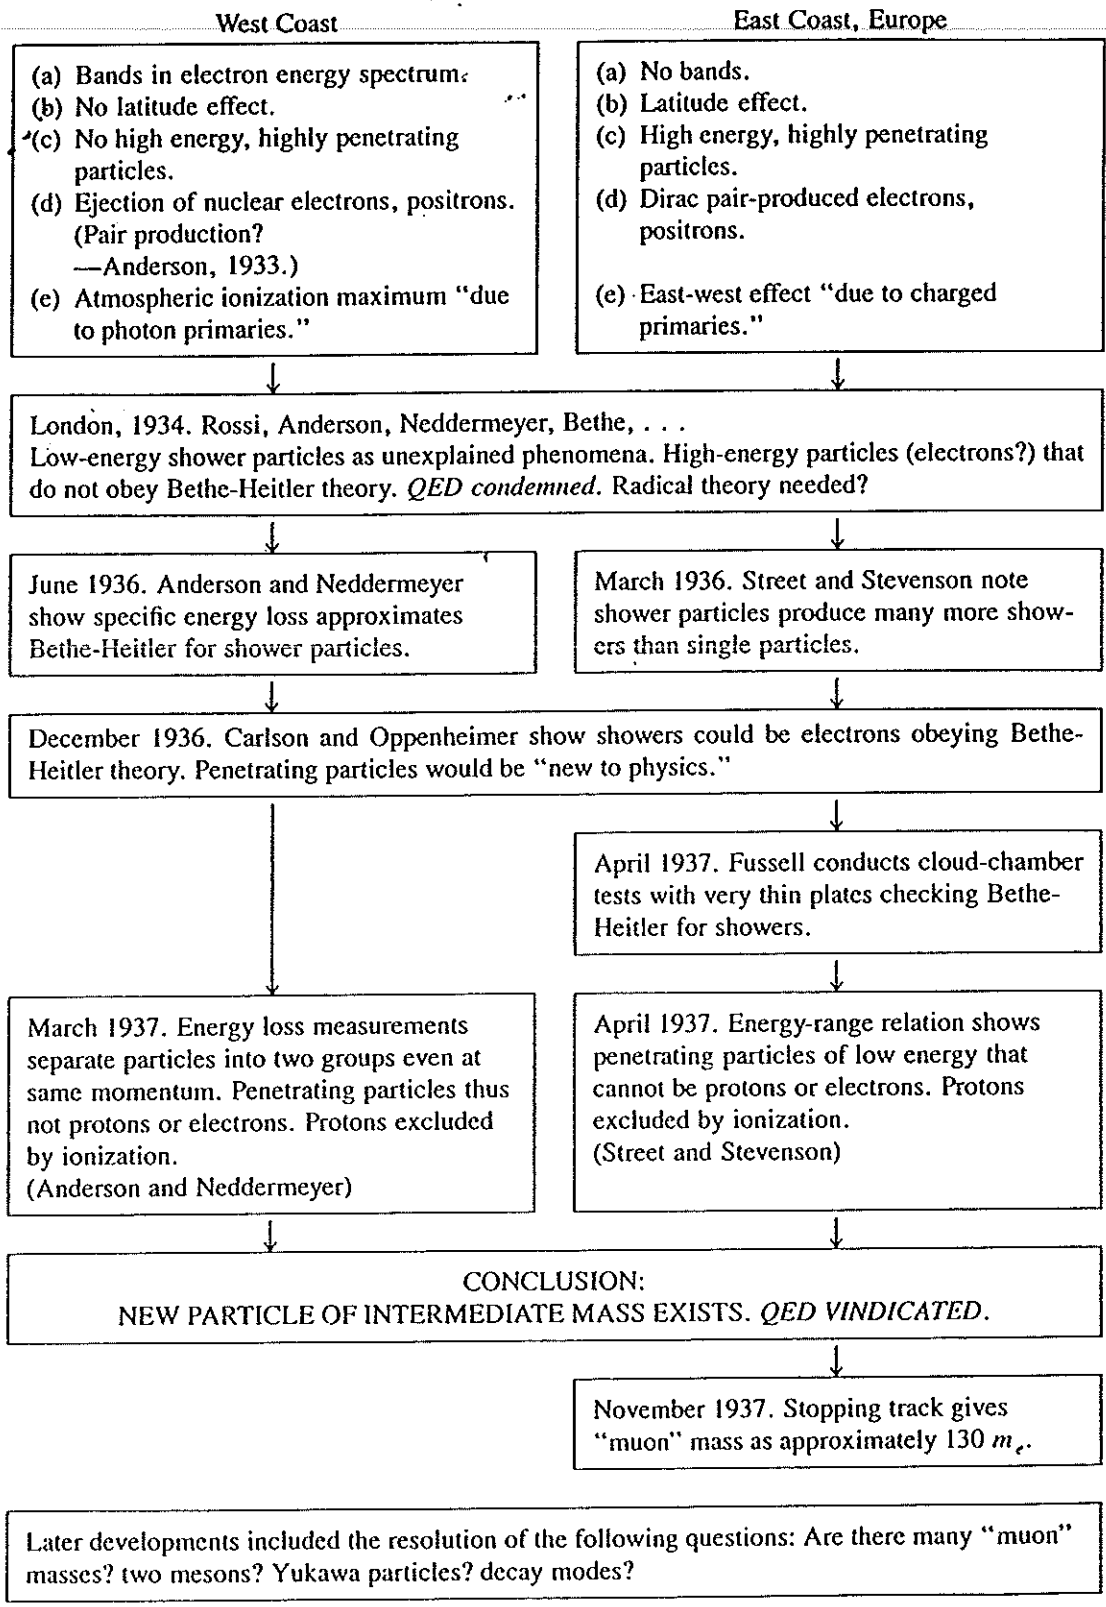 West Coast
East Coast, Europe
(a) Bands in electron energy spectrum.
(b) No latitude effect.
(c) No high energy, highly penetrating
particles.
(d) Ejection of nuclear electrons, positrons.
(Pair production?
—Anderson, 1933.)
(e) Atmospheric ionization maximum “due
to photon primaries.”
(a) No bands.
(b) Latitude effect.
(c) High energy, highly penetrating
particles.
(d) Dirac pair-produced electrons,
positrons.
(e) East-west effect “due to charged
primaries.”
London, 1934. Rossi, Anderson, Neddermeyer, Bethe, . . .
Low-energy shower particles as unexplained phenomena. High-energy particles (electrons?) that
do not obey Bethe-Heitler theory. QED condemned. Radical theory needed?
June 1936. Anderson and Neddermeyer
show specific energy loss approximates
Bethe-Heitler for shower particles.
March 1936. Street and Stevenson note
shower particles produce many more show-
ers than single particles.
December 1936. Carlson and Oppenheimer show showers could be electrons obeying Bethe-
Heitler theory. Penetrating particles would be “new to physics.”
April 1937. Fussell conducts cloud-chamber
tests with very thin plates checking Bethe-
Heitler for showers.
March 1937. Energy loss measurements
separate particles into two groups even at
same momentum. Penetrating particles thus
not protons or electrons. Protons excluded
by ionization.
(Anderson and Neddermeyer)
April 1937. Energy-range relation shows
penetrating particles of low energy that
cannot be protons or electrons. Protons
excluded by ionization.
(Street and Stevenson)
CONCLUSION:
NEW PARTICLE OF INTERMEDIATE MASS EXISTS. QED VINDICATED.
November 1937. Stopping track gives
“muon” mass as approximately 130 mₑ.
Later developments included the resolution of the following questions: Are there many “muon”
masses? two mesons? Yukawa particles? decay modes?